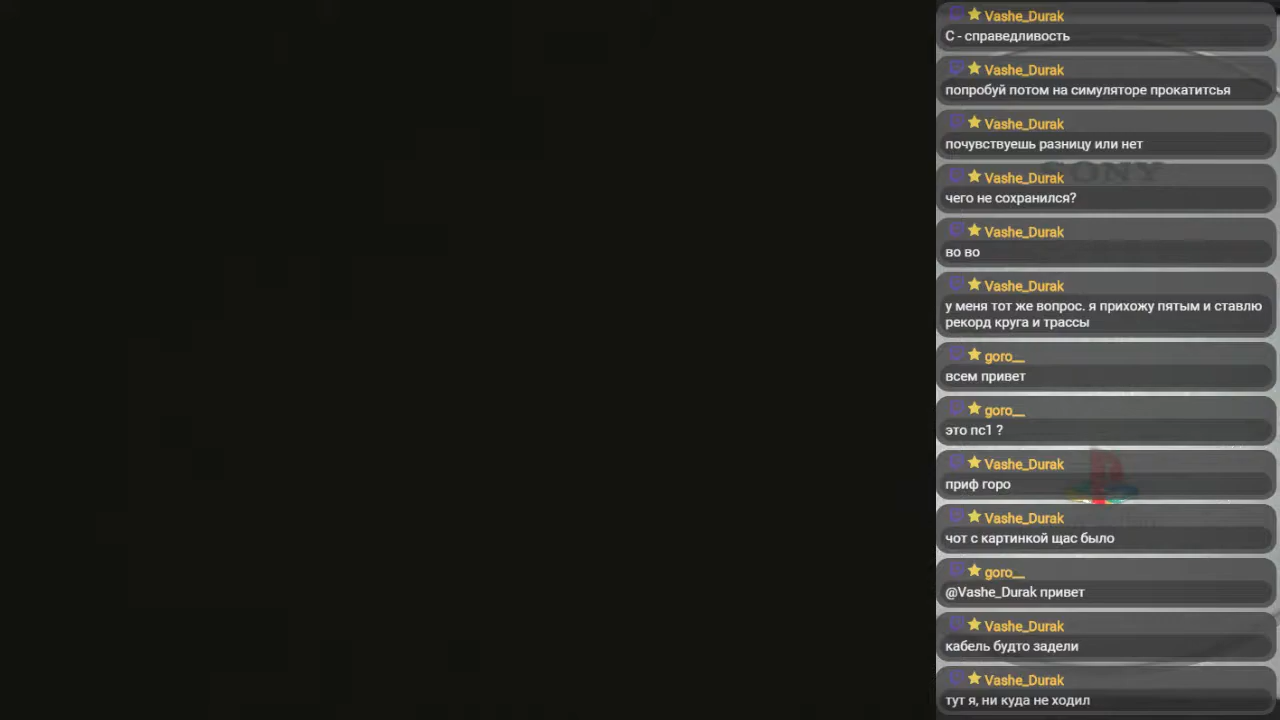 Vashe_Durak
С - справедливость
Vashe_Durak
попробуй потом на симуляторе прокатитсья
Vashe_Durak
почувствуешь разницу или нет
SONY
Vashe_Durak
чего не сохранился?
Vashe_Durak
во во
Vashe_Durak
у меня тот же вопрос. я прихожу пятым и ставлю
рекорд круга и трассы
goro__
всем привет
goro__
это пс1 ?
Vashe_Durak
приф горо
Vashe_Durak
чот с картинкой щас было
goro__
@Vashe_Durak привет
Vashe_Durak
кабель будто задели
Vashe_Durak
тут я, ни куда не ходил